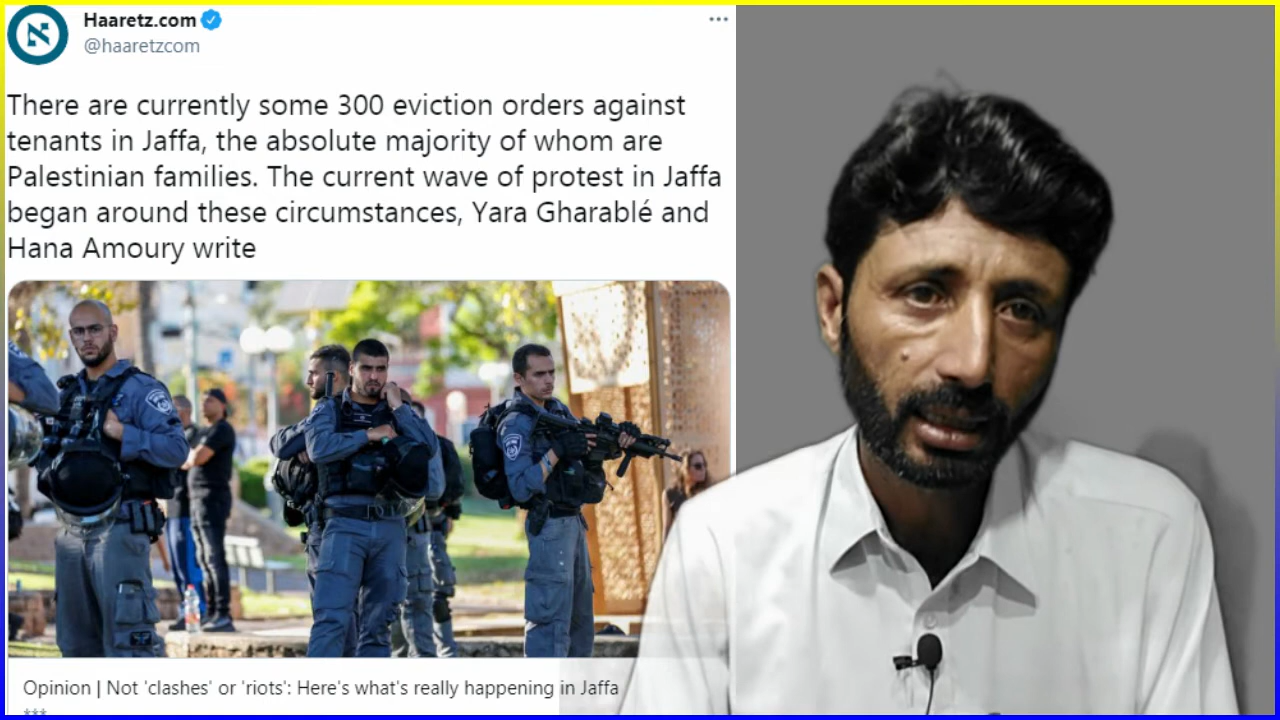 Haaretz.com
@haaretzcom
There are currently some 300 eviction orders against
tenants in Jaffa, the absolute majority of whom are
Palestinian families. The current wave of protest in Jaffa
began around these circumstances, Yara Gharablé and
Hana Amoury write
Opinion | Not 'clashes' or 'riots': Here's what's really happening in Jaffa
***